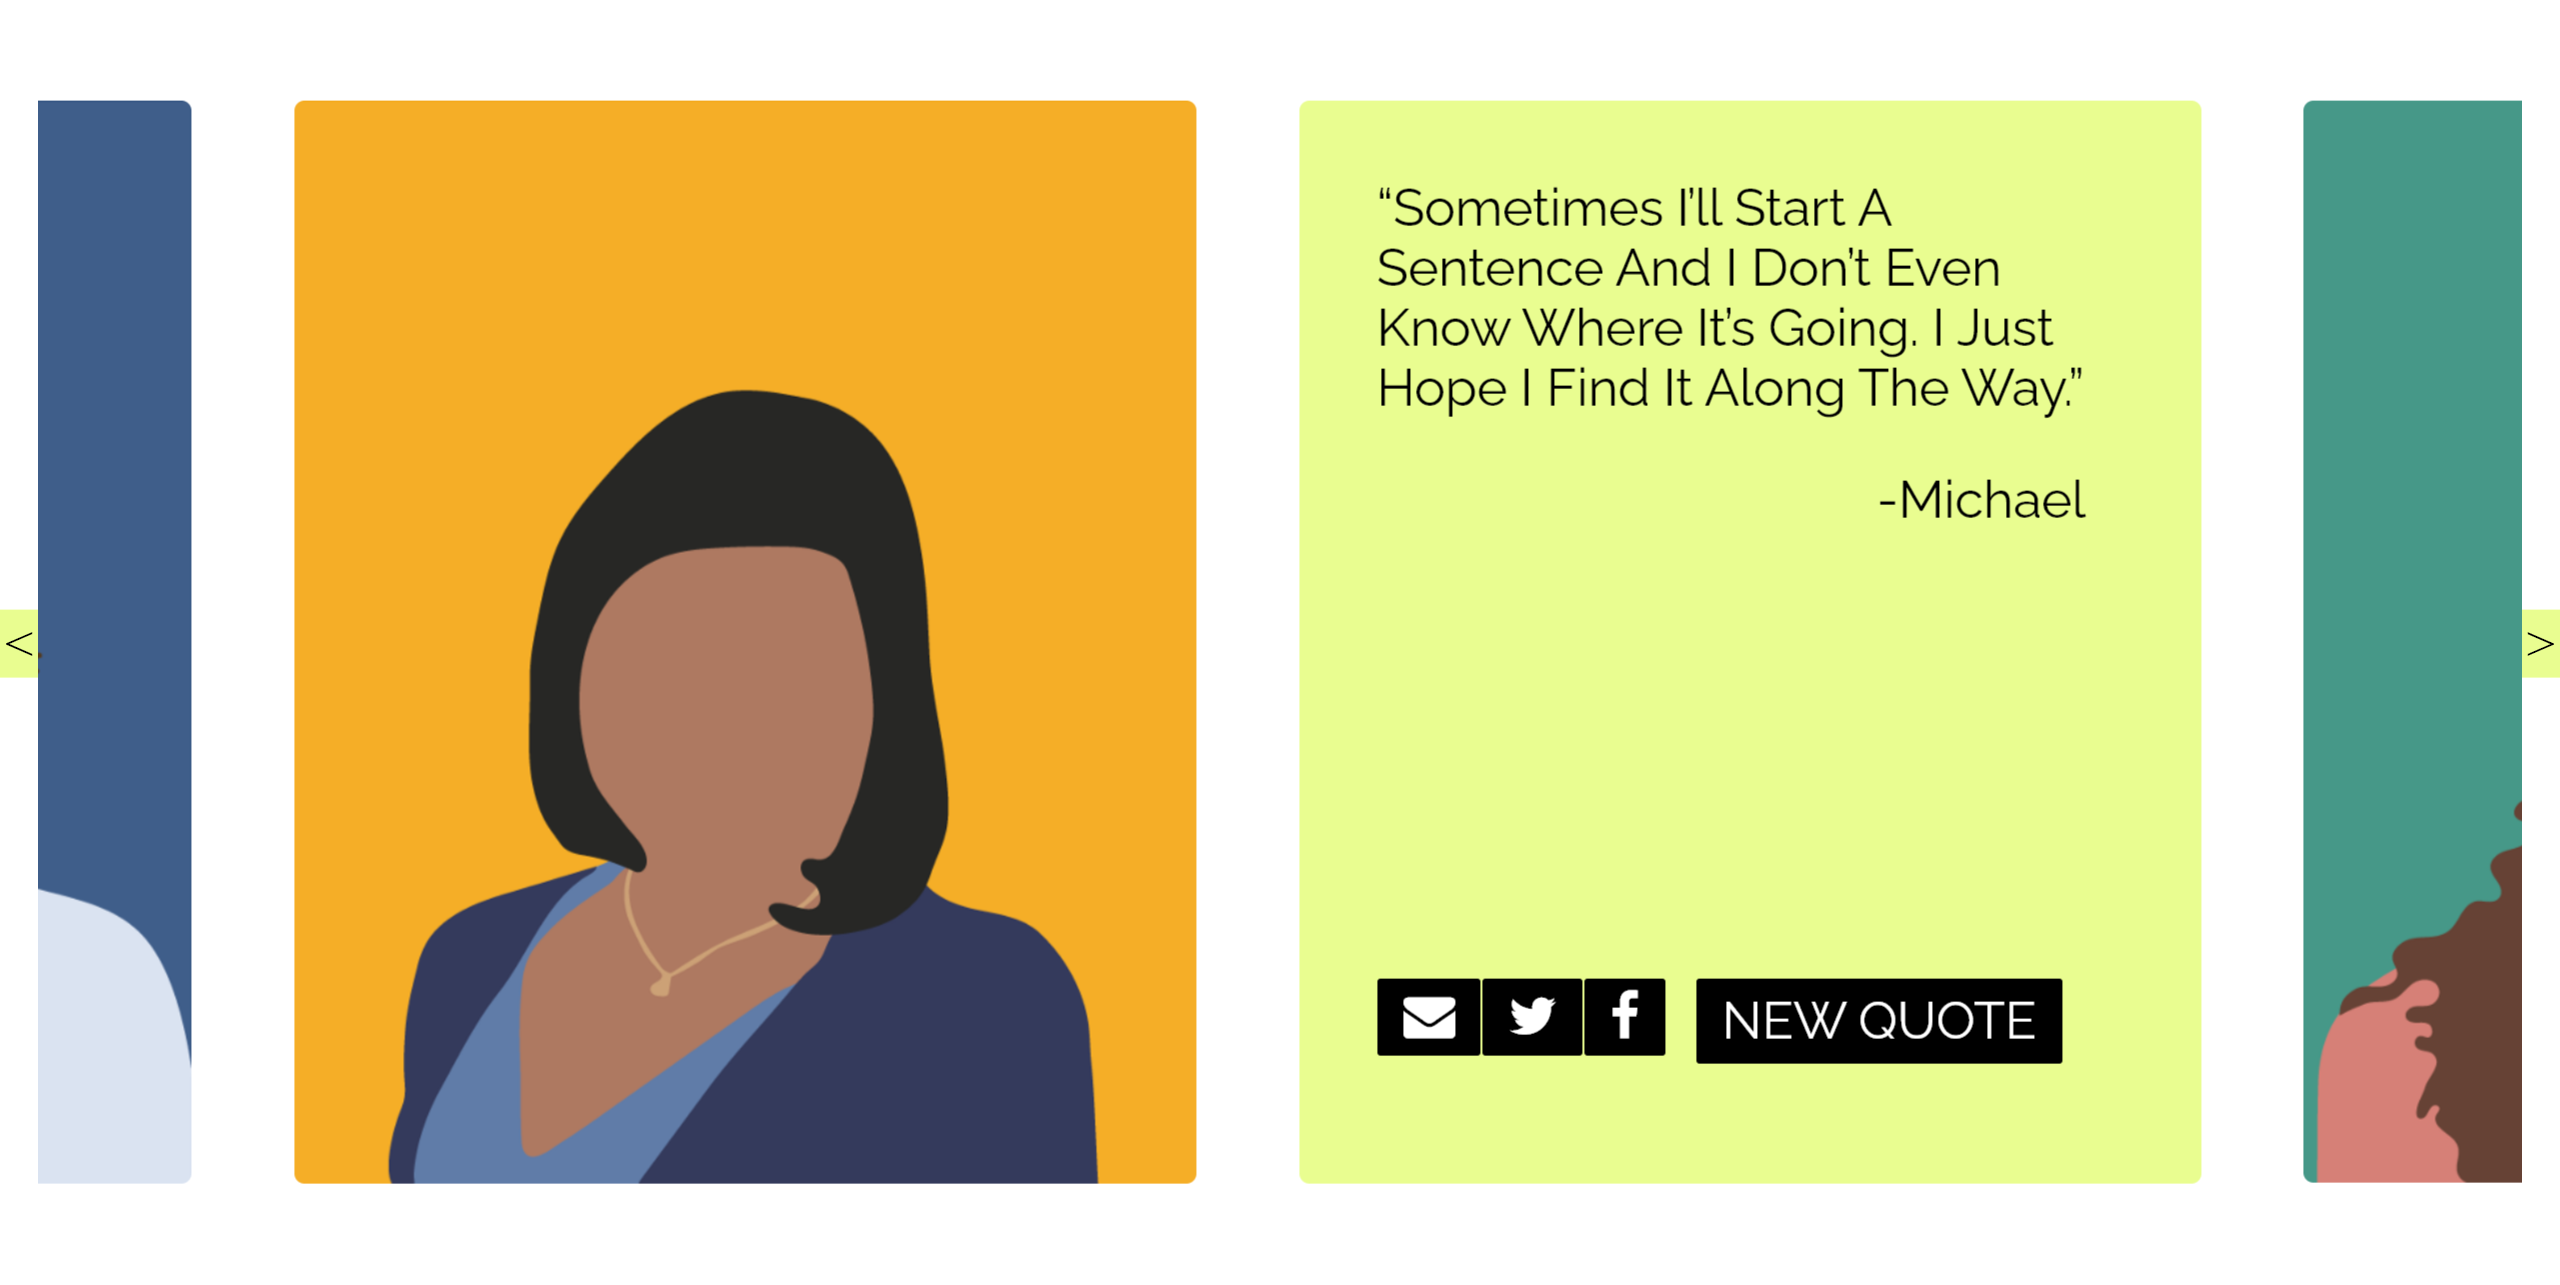 “Sometimes I’ll Start A
Sentence And I Don’t Even
Know Where It’s Going. I Just
Hope I Find It Along The Way.”
-Michael
<
>
NEW QUOTE